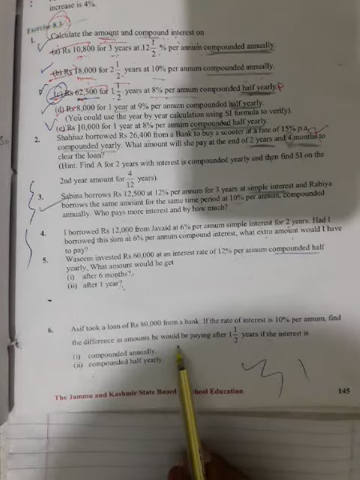 increase is 4%.
Exercise 8.3
1. Calculate the amount and compound interest on
(a) Rs 10,800 for 3 years at 12 1/2 % per annum compounded annually.
(b) Rs 18,000 for 2 1/2 years at 10% per annum compounded annually.
(c) Rs 62,500 for 1 1/2 years at 8% per annum compounded half yearly.
(d) Rs 8,000 for 1 year at 9% per annum compounded half yearly.
(You could use the year by year calculation using SI formula to verify).
(e) Rs 10,000 for 1 year at 8% per annum compounded half yearly.
2. Shahbaz borrowed Rs 26,400 from a Bank to buy a scooter at a rate of 15% p.a.
compounded yearly. What amount will she pay at the end of 2 years and 4 months to
clear the loan?
(Hint: Find A for 2 years with interest is compounded yearly and then find SI on the
2nd year amount for 4/12 years).
3. Sabina borrows Rs 12,500 at 12% per annum for 3 years at simple interest and Rabiya
borrows the same amount for the same time period at 10% per annum, compounded
annually. Who pays more interest and by how much?
4. I borrowed Rs 12,000 from Javaid at 6% per annum simple interest for 2 years. Had I
borrowed this sum at 6% per annum compound interest, what extra amount would I have
to pay?
5. Waseem invested Rs 60,000 at an interest rate of 12% per annum compounded half
yearly. What amount would he get
(i) after 6 months?
(ii) after 1 year?
6. Asif took a loan of Rs 80,000 from a bank. If the rate of interest is 10% per annum, find
the difference in amounts he would be paying after 1 1/2 years if the interest is
(i) compounded annually.
(ii) compounded half yearly.
The Jammu and Kashmir State Board School Education
145